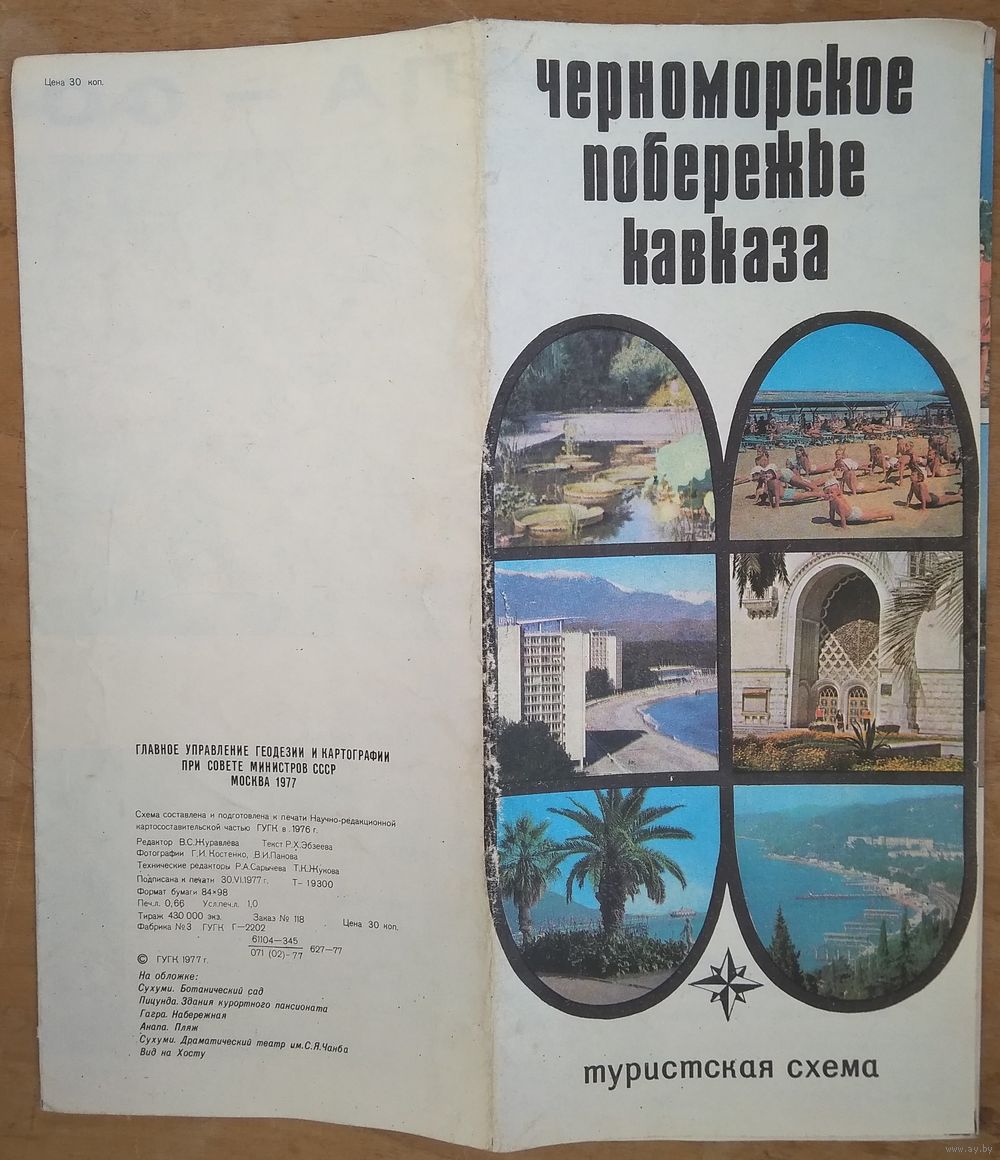 Цена 30 коп.
ГЛАВНОЕ УПРАВЛЕНИЕ ГЕОДЕЗИИ И КАРТОГРАФИИ
ПРИ СОВЕТЕ МИНИСТРОВ СССР
МОСКВА 1977
Схема составлена и подготовлена к печати Научно-редакционной
картосоставительской частью ГУГК в 1976 г.
Редактор В.С.Журавлёва Текст Р.Х.Эбзеева
Фотографии Г.И.Костенко, В.И.Панова
Технические редакторы Р.А.Сарычева Т.К.Жукова
Подписана к печати 30.VI.1977 г. Т-19300
Формат бумаги 84×98
Печ.л. 0,66 Усл.печ.л. 1,0
Тираж 430 000 экз. Заказ № 118 Цена 30 коп.
Фабрика №3 ГУГК Г-2202
61104-345
071 (02)-77
627-77
© ГУГК 1977 г.
На обложке:
Сухуми. Ботанический сад
Пицунда. Здания курортного пансионата
Гагра. Набережная
Анапа. Пляж
Сухуми. Драматический театр им.С.Я.Чанба
Вид на Хосту
черноморское
побережье
кавказа
туристская схема
www.ay.by